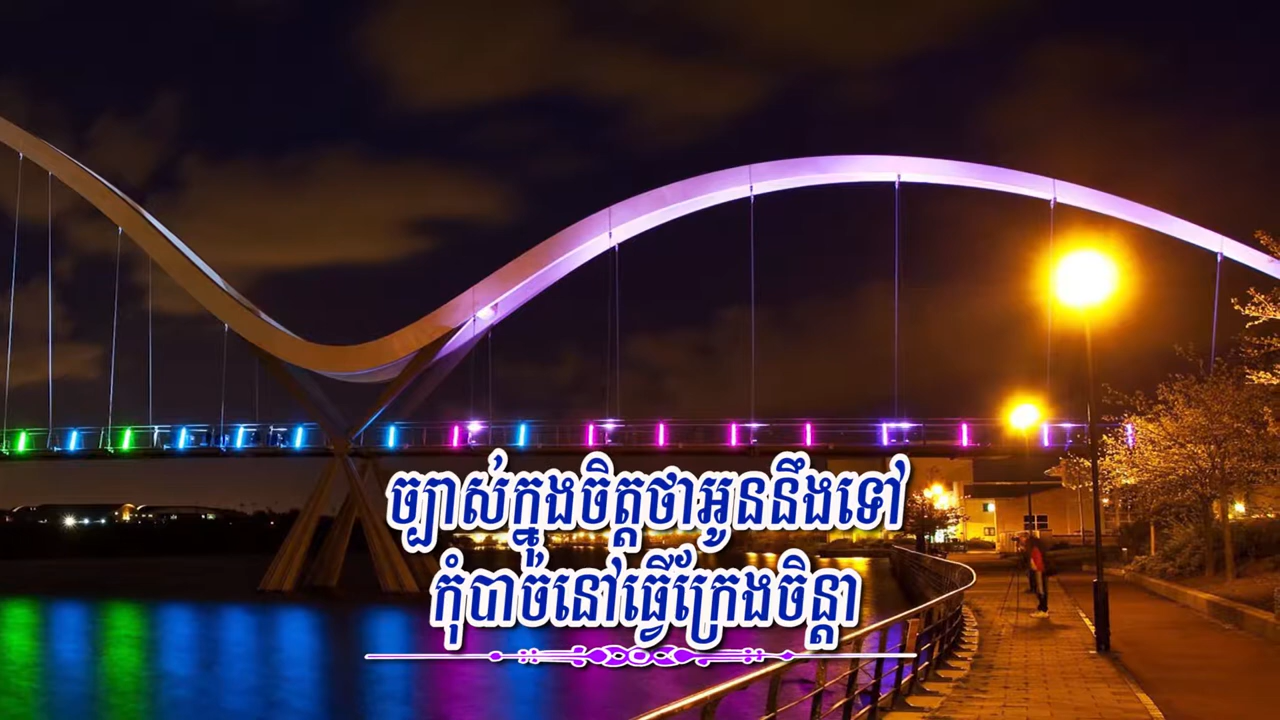 ច្បាស់ក្នុងចិត្តថាអូននឹងទៅ
កុំបាច់នៅធ្វើក្រែងចិន្តា